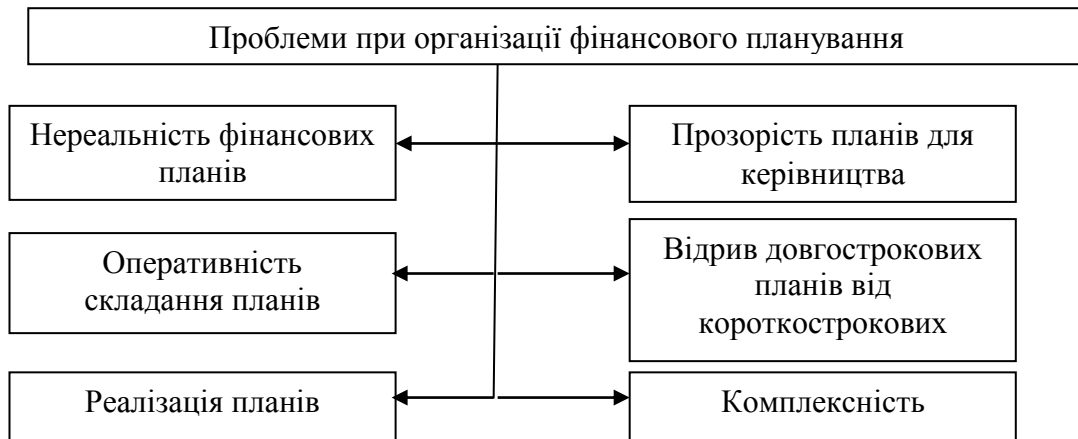 Проблеми при організації фінансового планування
Нереальність фінансових
планів
Прозорість планів для
керівництва
Оперативність
складання планів
Відрив довгострокових
планів від
короткострокових
Реалізація планів
Комплексність